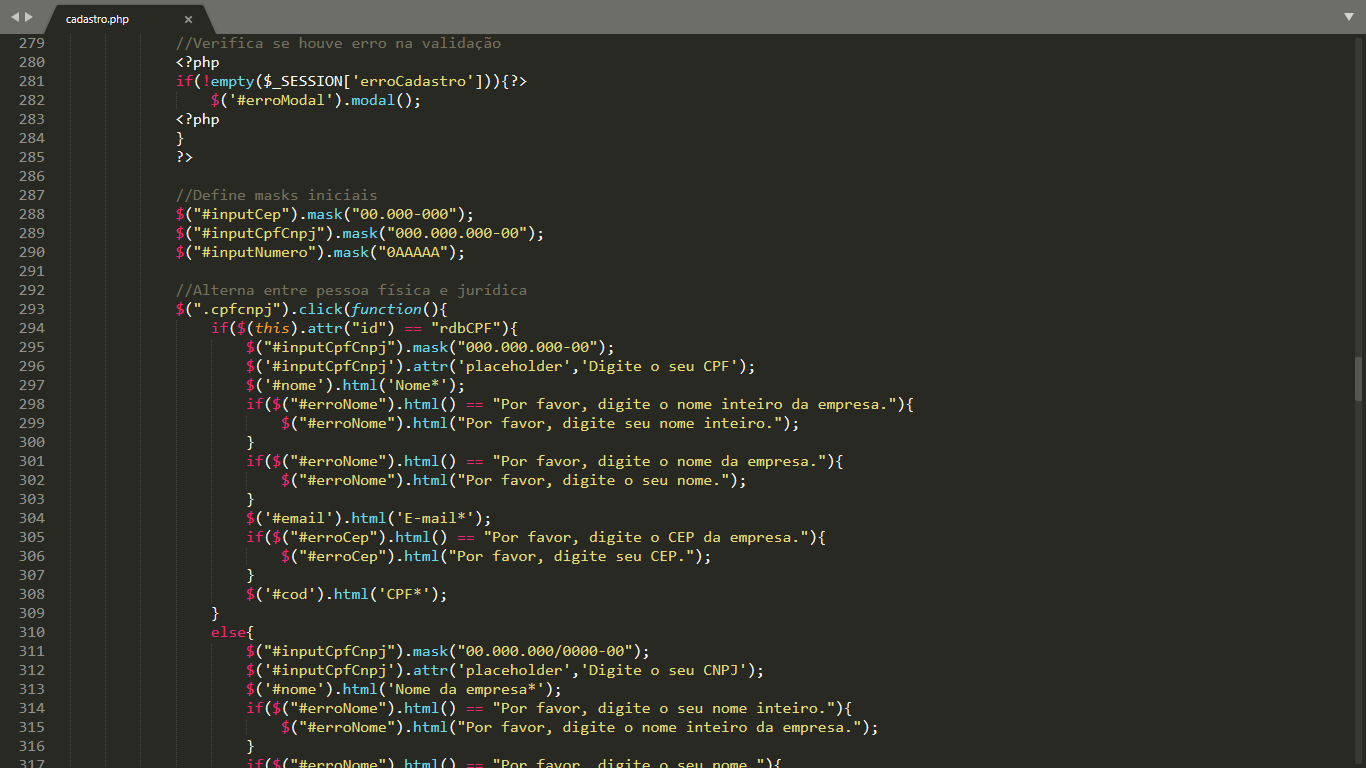 cadastro.php
279 //Verifica se houve erro na validação
280 <?php
281 if(!empty($_SESSION['erroCadastro'])){?>
282 $('#erroModal').modal();
283 <?php
284 }
285 ?>
286
287 //Define masks iniciais
288 $("#inputCep").mask("00.000-000");
289 $("#inputCpfCnpj").mask("000.000.000-00");
290 $("#inputNumero").mask("0AAAAA");
291
292 //Alterna entre pessoa física e jurídica
293 $(".cpfcnpj").click(function(){
294 if($(this).attr("id") == "rdbCPF"){
295 $("#inputCpfCnpj").mask("000.000.000-00");
296 $('#inputCpfCnpj').attr('placeholder','Digite o seu CPF');
297 $('#nome').html('Nome*');
298 if($("#erroNome").html() == "Por favor, digite o nome inteiro da empresa."){
299 $("#erroNome").html("Por favor, digite seu nome inteiro.");
300 }
301 if($("#erroNome").html() == "Por favor, digite o nome da empresa."){
302 $("#erroNome").html("Por favor, digite o seu nome.");
303 }
304 $('#email').html('E-mail*');
305 if($("#erroCep").html() == "Por favor, digite o CEP da empresa."){
306 $("#erroCep").html("Por favor, digite seu CEP.");
307 }
308 $('#cod').html('CPF*');
309 }
310 else{
311 $("#inputCpfCnpj").mask("00.000.000/0000-00");
312 $('#inputCpfCnpj').attr('placeholder','Digite o seu CNPJ');
313 $('#nome').html('Nome da empresa*');
314 if($("#erroNome").html() == "Por favor, digite o seu nome inteiro."){
315 $("#erroNome").html("Por favor, digite o nome inteiro da empresa.");
316 }
317 if($("#erroNome").html() == "Por favor, digite o seu nome."){